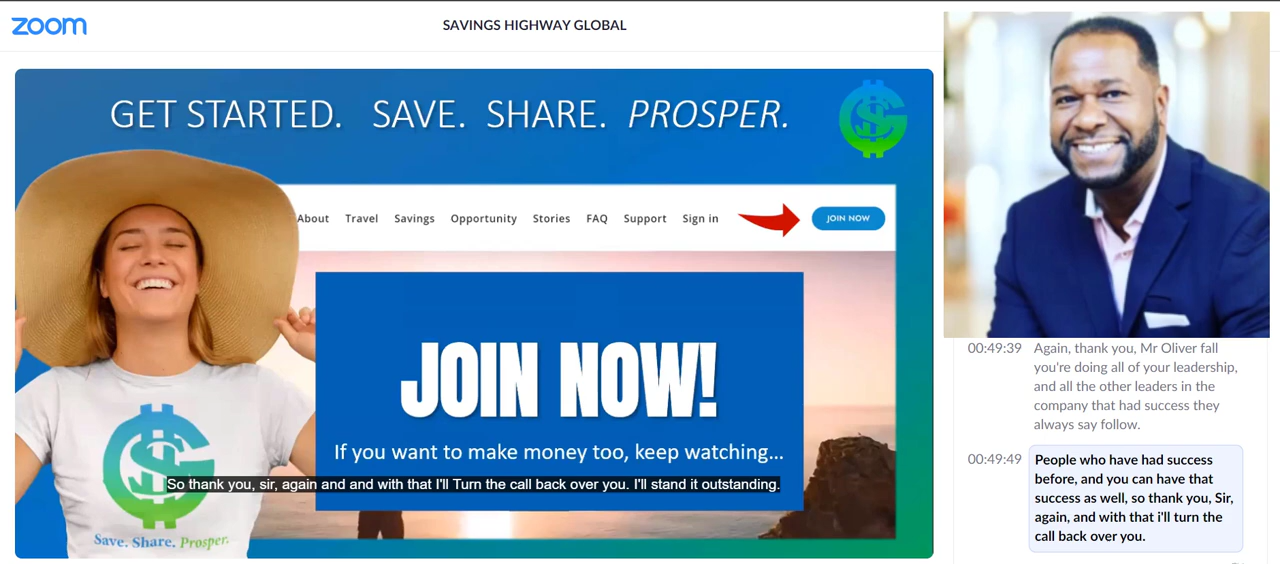 zoom
SAVINGS HIGHWAY GLOBAL
GET STARTED. SAVE. SHARE. PROSPER.
About Travel Savings Opportunity Stories FAQ Support Sign in JOIN NOW
JOIN NOW!
If you want to make money too, keep watching...
So thank you, sir, again and and with that I'll Turn the call back over you. I'll stand it outstanding.
Save. Share. Prosper.
00:49:39 Again, thank you, Mr Oliver fall
you're doing all of your leadership,
and all the other leaders in the
company that had success they
always say follow.
00:49:49 People who have had success
before, and you can have that
success as well, so thank you, Sir,
again, and with that i'll turn the
call back over you.